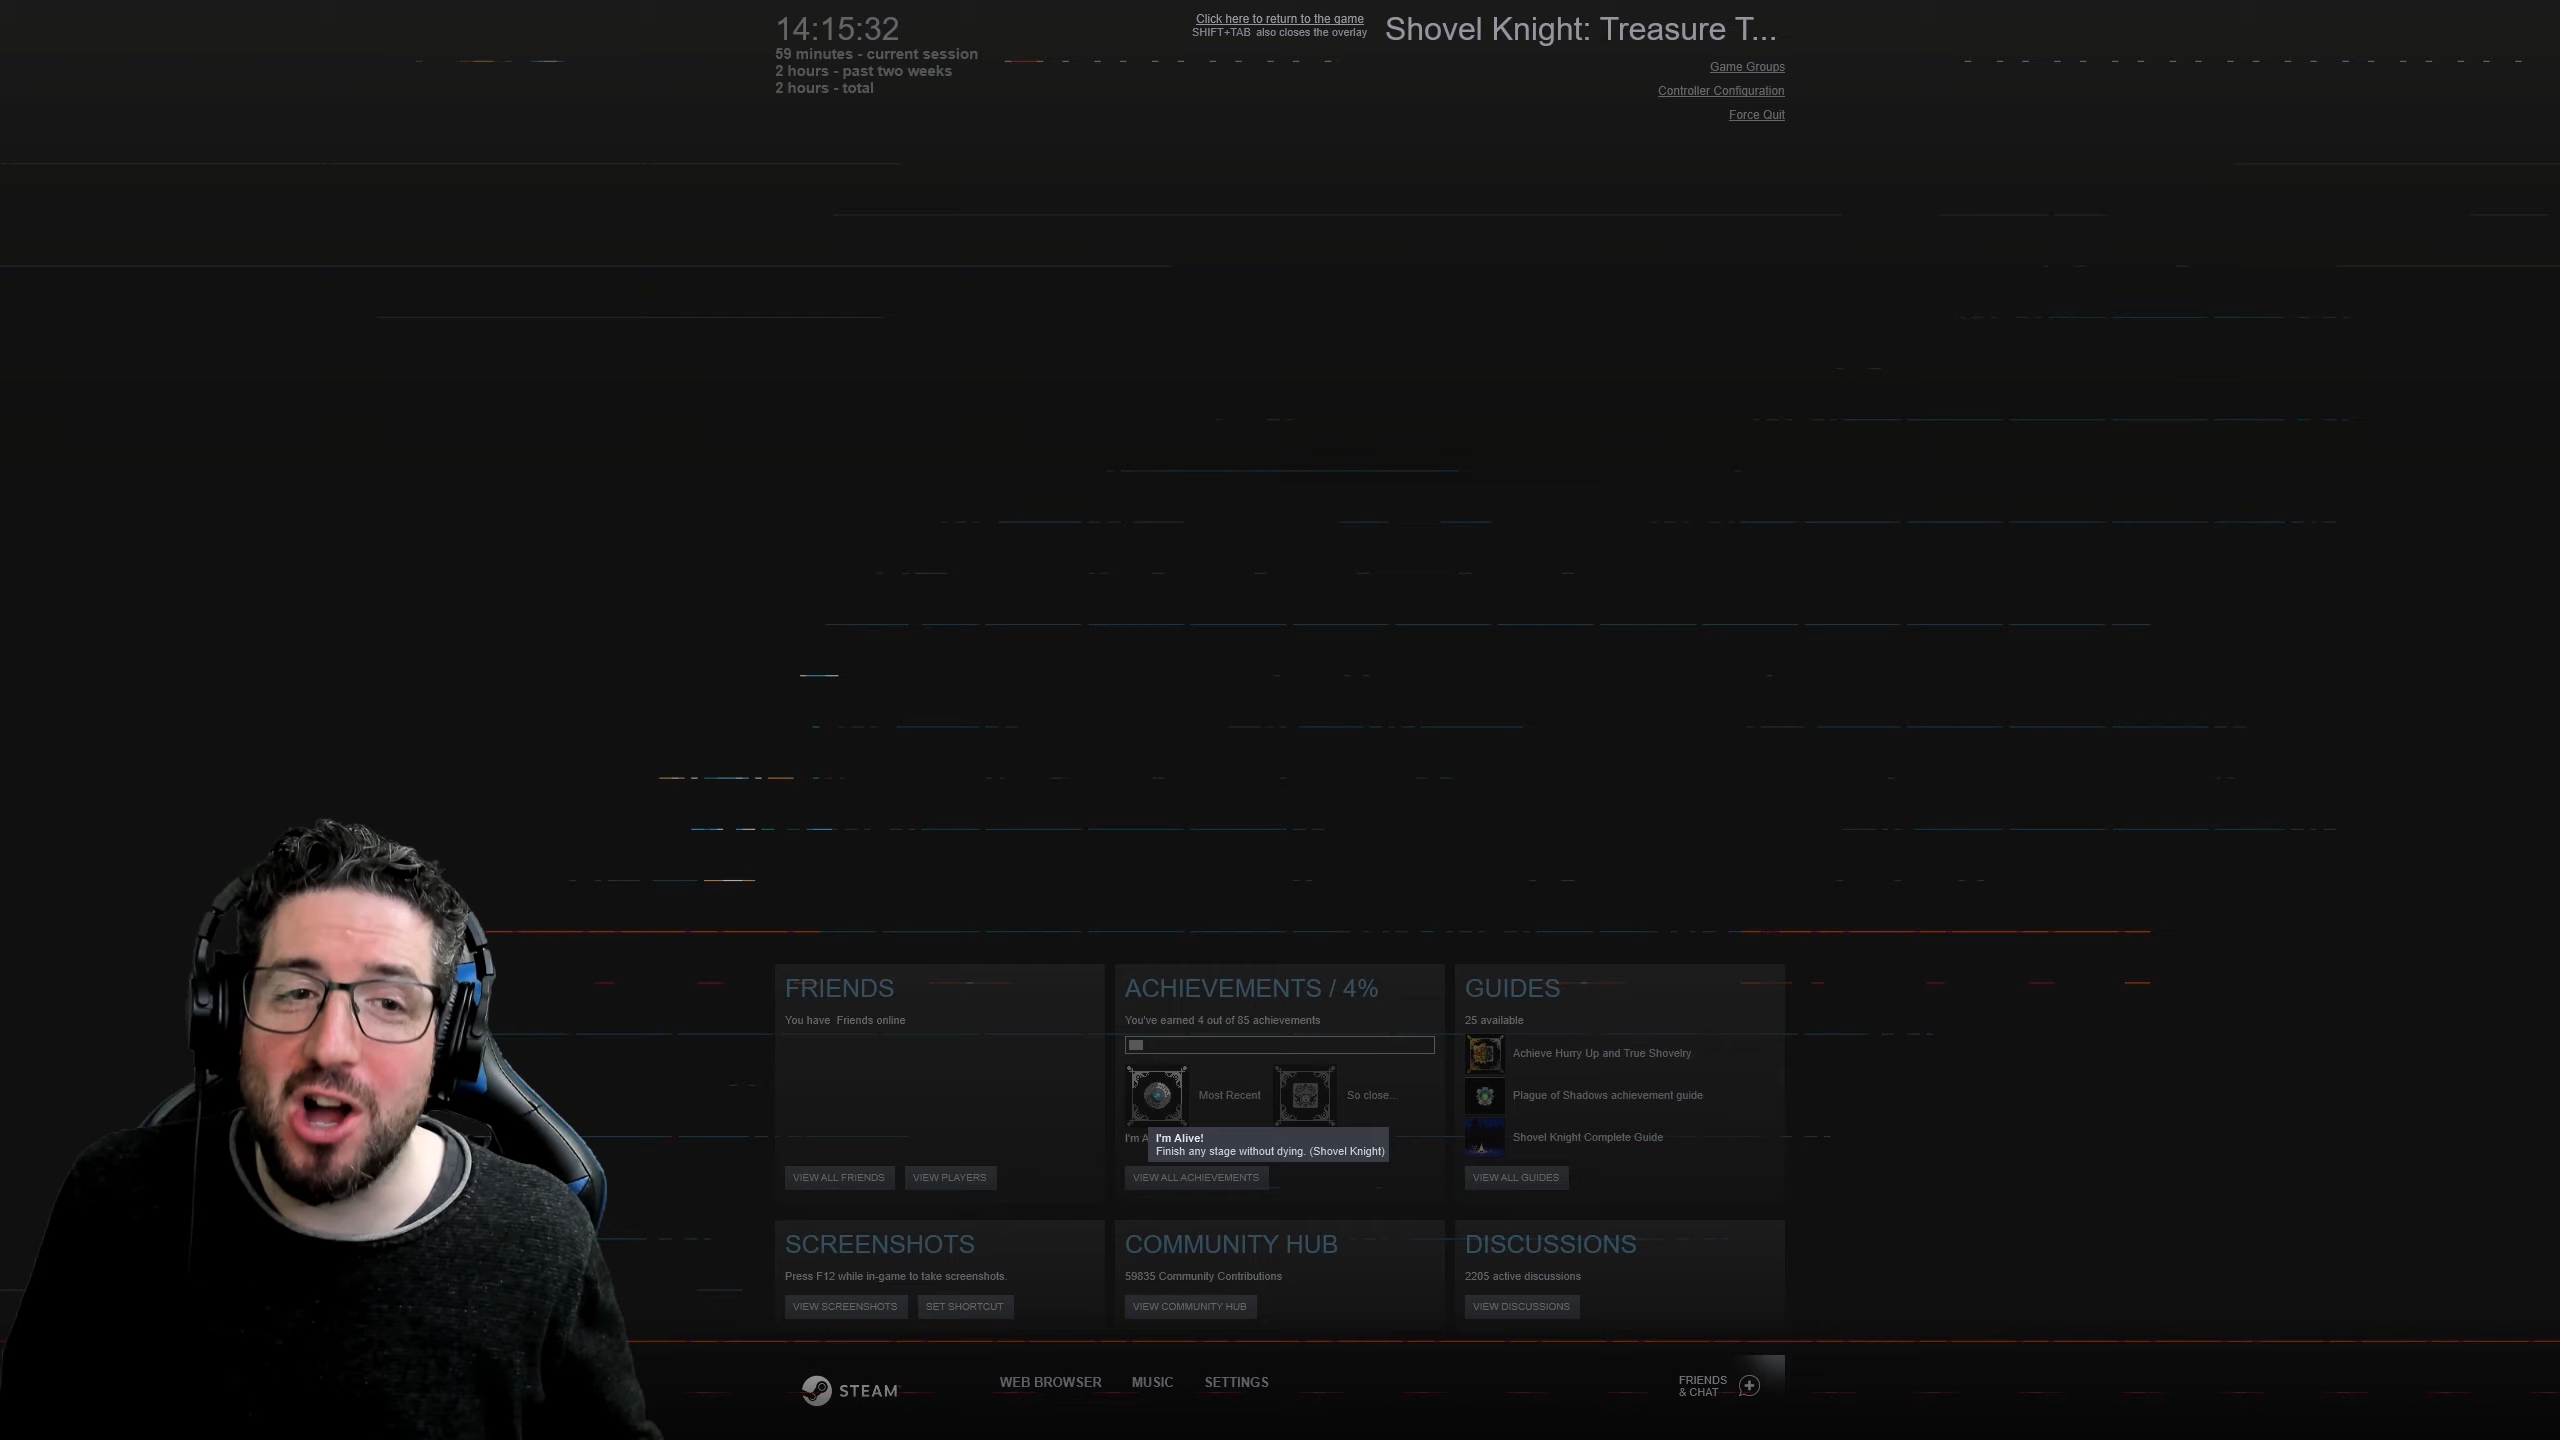 14:15:32
59 minutes - current session
2 hours - past two weeks
2 hours - total
Click here to return to the game
SHIFT+TAB also closes the overlay
Shovel Knight: Treasure T...
Game Groups
Controller Configuration
Force Quit
FRIENDS
You have Friends online
VIEW ALL FRIENDS
VIEW PLAYERS
ACHIEVEMENTS / 4%
You've earned 4 out of 85 achievements
Most Recent
So close...
I'm A
I'm Alive!
Finish any stage without dying. (Shovel Knight)
VIEW ALL ACHIEVEMENTS
GUIDES
25 available
Achieve Hurry Up and True Shovelry
Plague of Shadows achievement guide
Shovel Knight Complete Guide
VIEW ALL GUIDES
SCREENSHOTS
Press F12 while in-game to take screenshots.
VIEW SCREENSHOTS
SET SHORTCUT
COMMUNITY HUB
59835 Community Contributions
VIEW COMMUNITY HUB
DISCUSSIONS
2205 active discussions
VIEW DISCUSSIONS
STEAM
WEB BROWSER
MUSIC
SETTINGS
FRIENDS
& CHAT